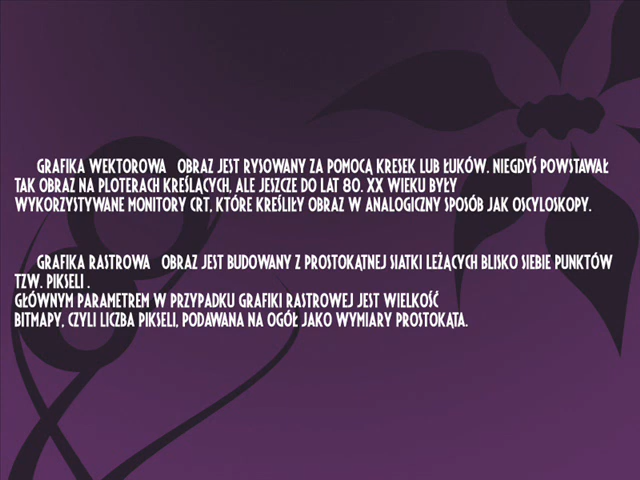 GRAFIKA WEKTOROWA OBRAZ JEST RYSOWANY ZA POMOCĄ KRESEK LUB ŁUKÓW. NIEGDYŚ POWSTAWAŁ
TAK OBRAZ NA PLOTERACH KREŚLĄCYCH, ALE JESZCZE DO LAT 80. XX WIEKU BYŁY
WYKORZYSTYWANE MONITORY CRT, KTÓRE KREŚLIŁY OBRAZ W ANALOGICZNY SPOSÓB JAK OSCYLOSKOPY.
GRAFIKA RASTROWA OBRAZ JEST BUDOWANY Z PROSTOKĄTNEJ SIATKI LEŻĄCYCH BLISKO SIEBIE PUNKTÓW
TZW. PIKSELI .
GŁÓWNYM PARAMETREM W PRZYPADKU GRAFIKI RASTROWEJ JEST WIELKOŚĆ
BITMAPY, CZYLI LICZBA PIKSELI, PODAWANA NA OGÓŁ JAKO WYMIARY PROSTOKĄTA.